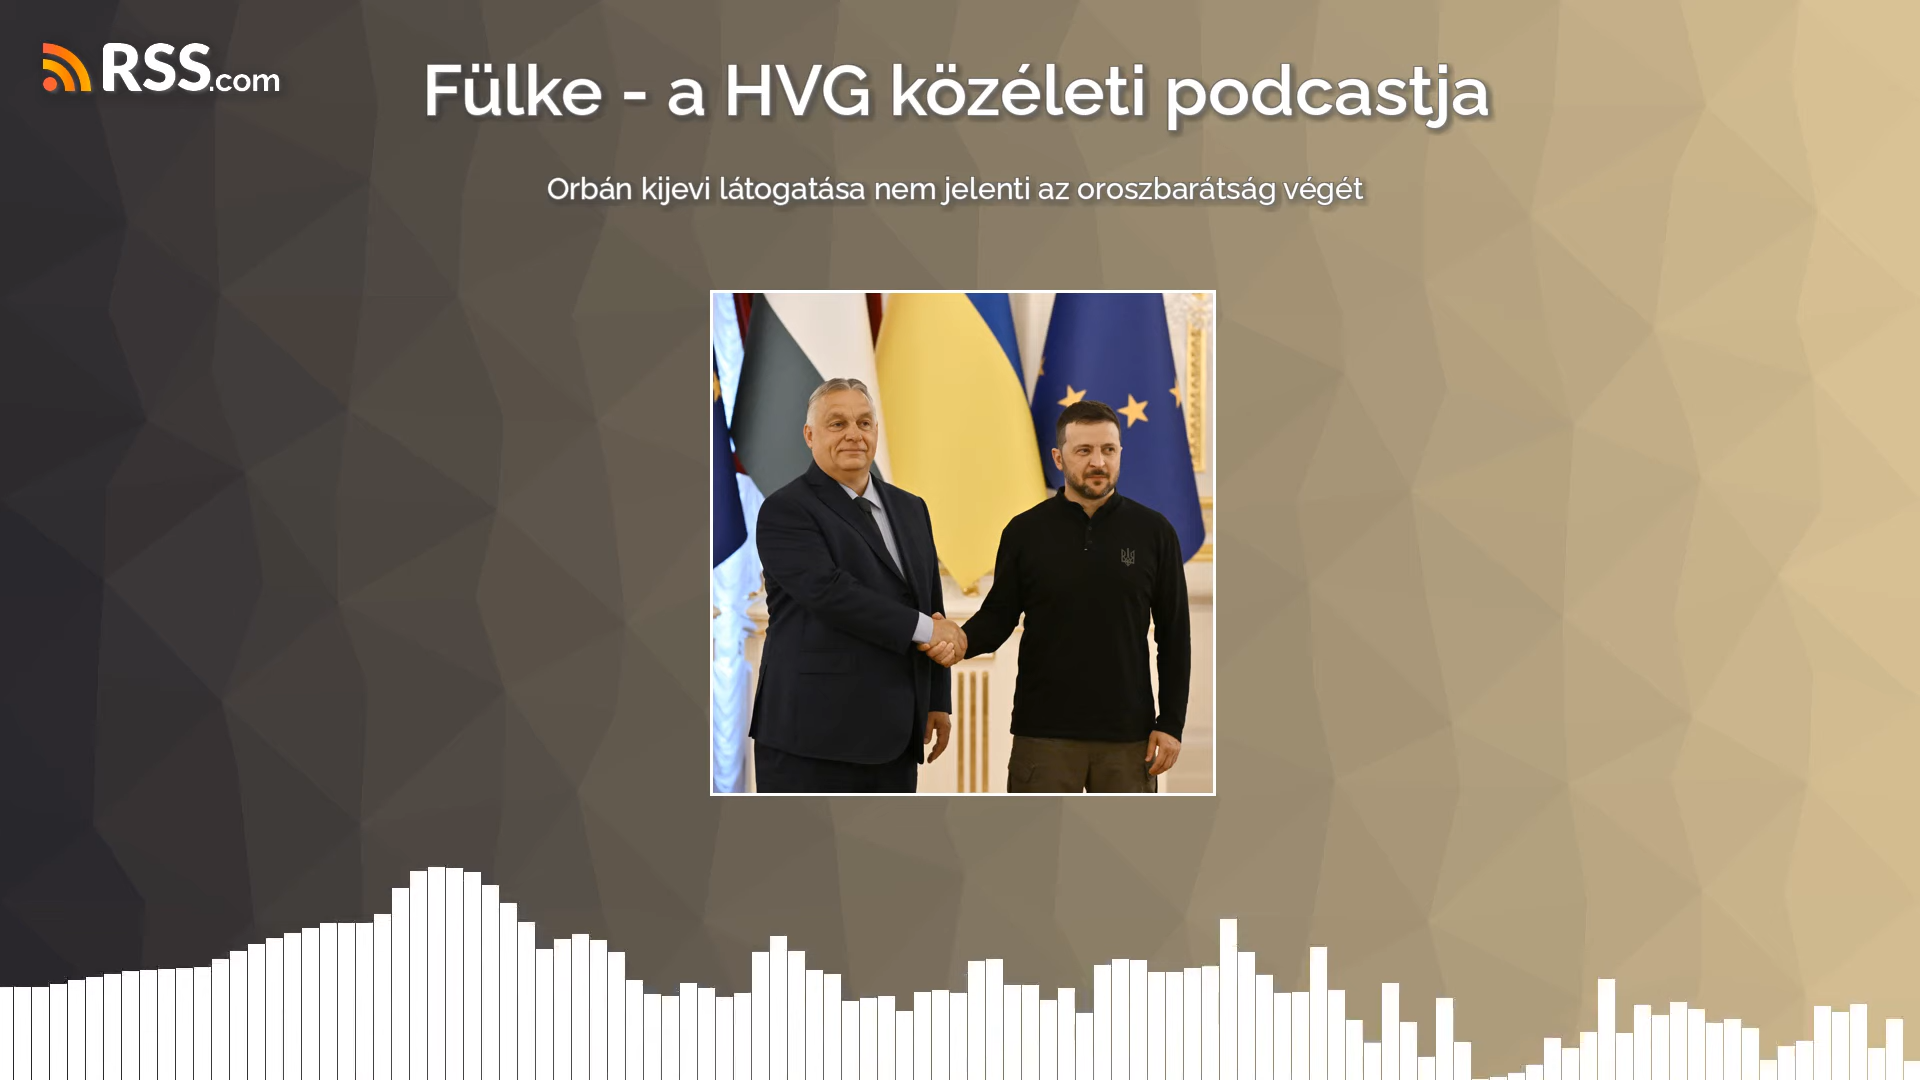 RSS.com
Fülke - a HVG közéleti podcastja
Orbán kijevi látogatása nem jelenti az oroszbarátság végét